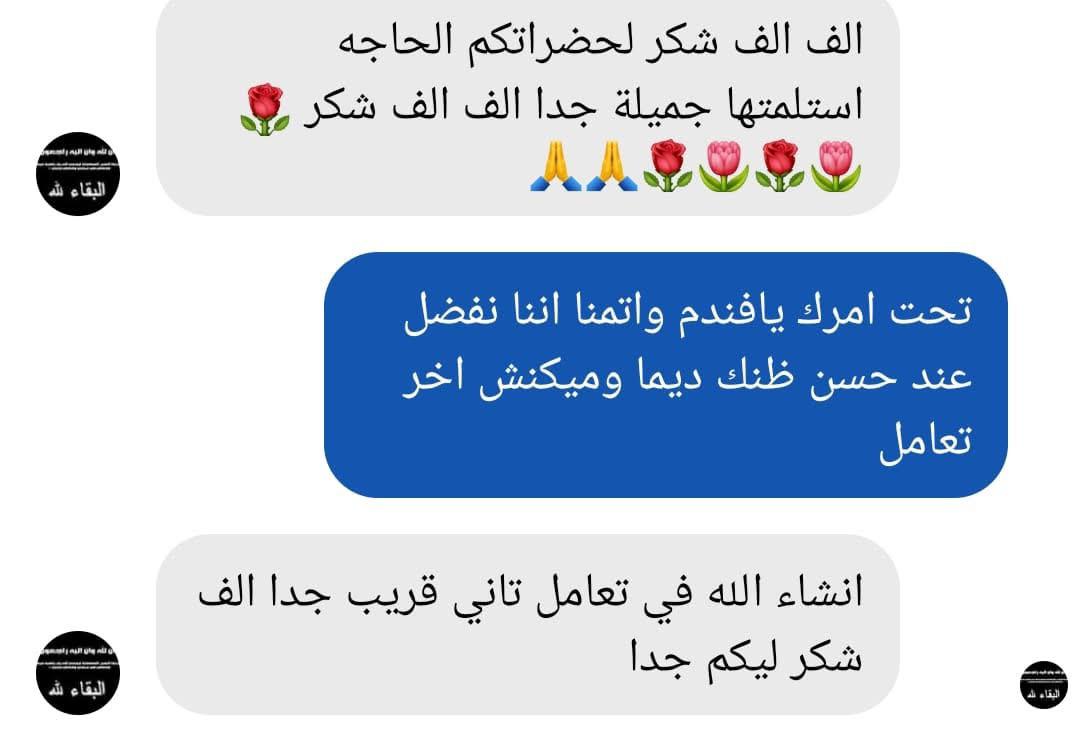 الف الف شكر لحضراتكم الحاجه
استلمتها جميلة جدا الف الف شكر 🌹
🌷🌹🌷🌹🙏🙏
البقاء لله
تحت امرك يافندم واتمنا اننا نفضل
عند حسن ظنك ديما وميكنش اخر
تعامل
انشاء الله في تعامل تاني قريب جدا الف
شكر ليكم جدا
البقاء لله
البقاء لله